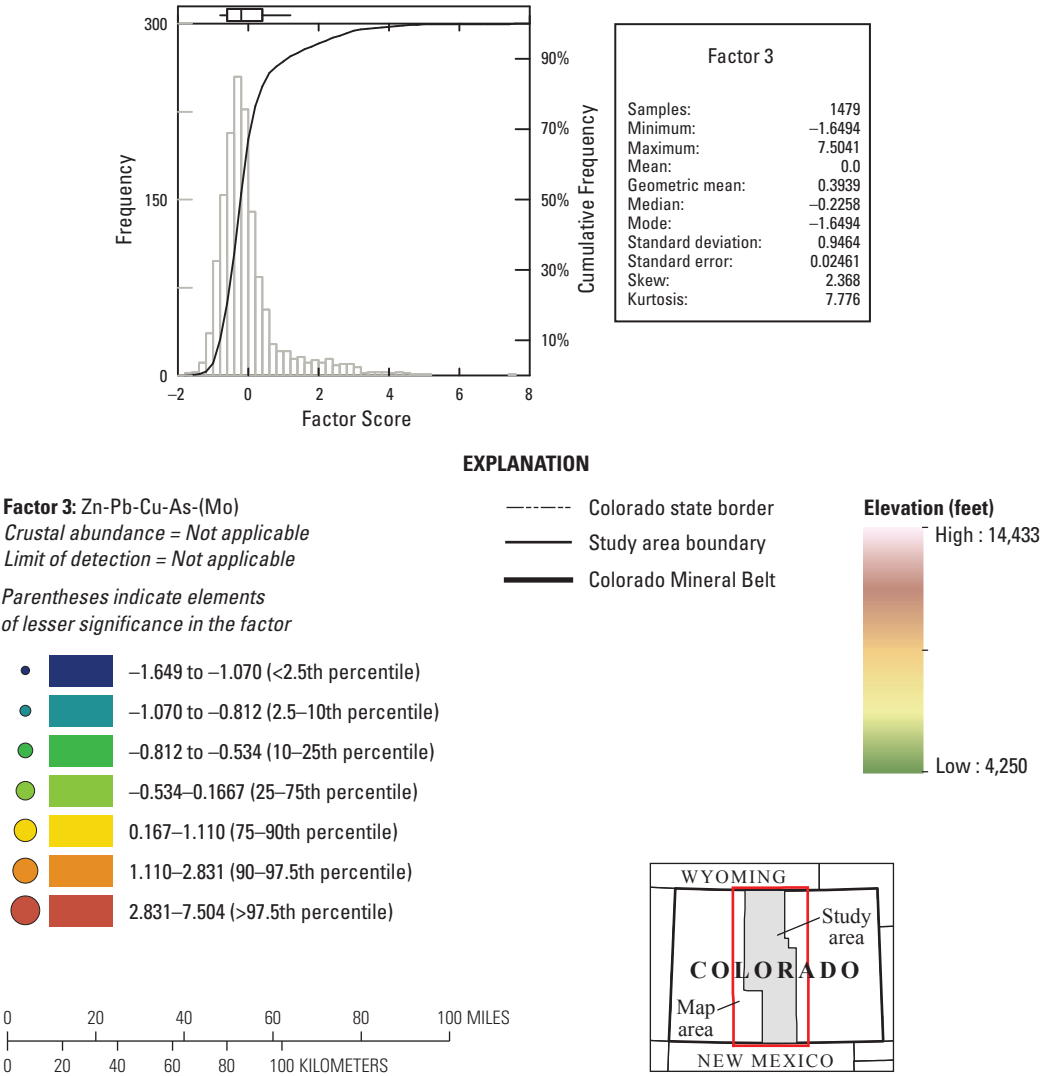 300
150
0
Frequency
–2
0
2
4
6
8
Factor Score
90%
70%
50%
30%
10%
Cumulative Frequency
Factor 3
Samples: 1479
Minimum: –1.6494
Maximum: 7.5041
Mean: 0.0
Geometric mean: 0.3939
Median: –0.2258
Mode: –1.6494
Standard deviation: 0.9464
Standard error: 0.02461
Skew: 2.368
Kurtosis: 7.776
EXPLANATION
Factor 3: Zn-Pb-Cu-As-(Mo)
Crustal abundance = Not applicable
Limit of detection = Not applicable
Parentheses indicate elements
of lesser significance in the factor
–1.649 to –1.070 (<2.5th percentile)
–1.070 to –0.812 (2.5–10th percentile)
–0.812 to –0.534 (10–25th percentile)
–0.534–0.1667 (25–75th percentile)
0.167–1.110 (75–90th percentile)
1.110–2.831 (90–97.5th percentile)
2.831–7.504 (>97.5th percentile)
Colorado state border
Study area boundary
Colorado Mineral Belt
Elevation (feet)
High : 14,433
Low : 4,250
0 20 40 60 80 100 MILES
0 20 40 60 80 100 KILOMETERS
WYOMING
Study
area
COLORADO
Map
area
NEW MEXICO